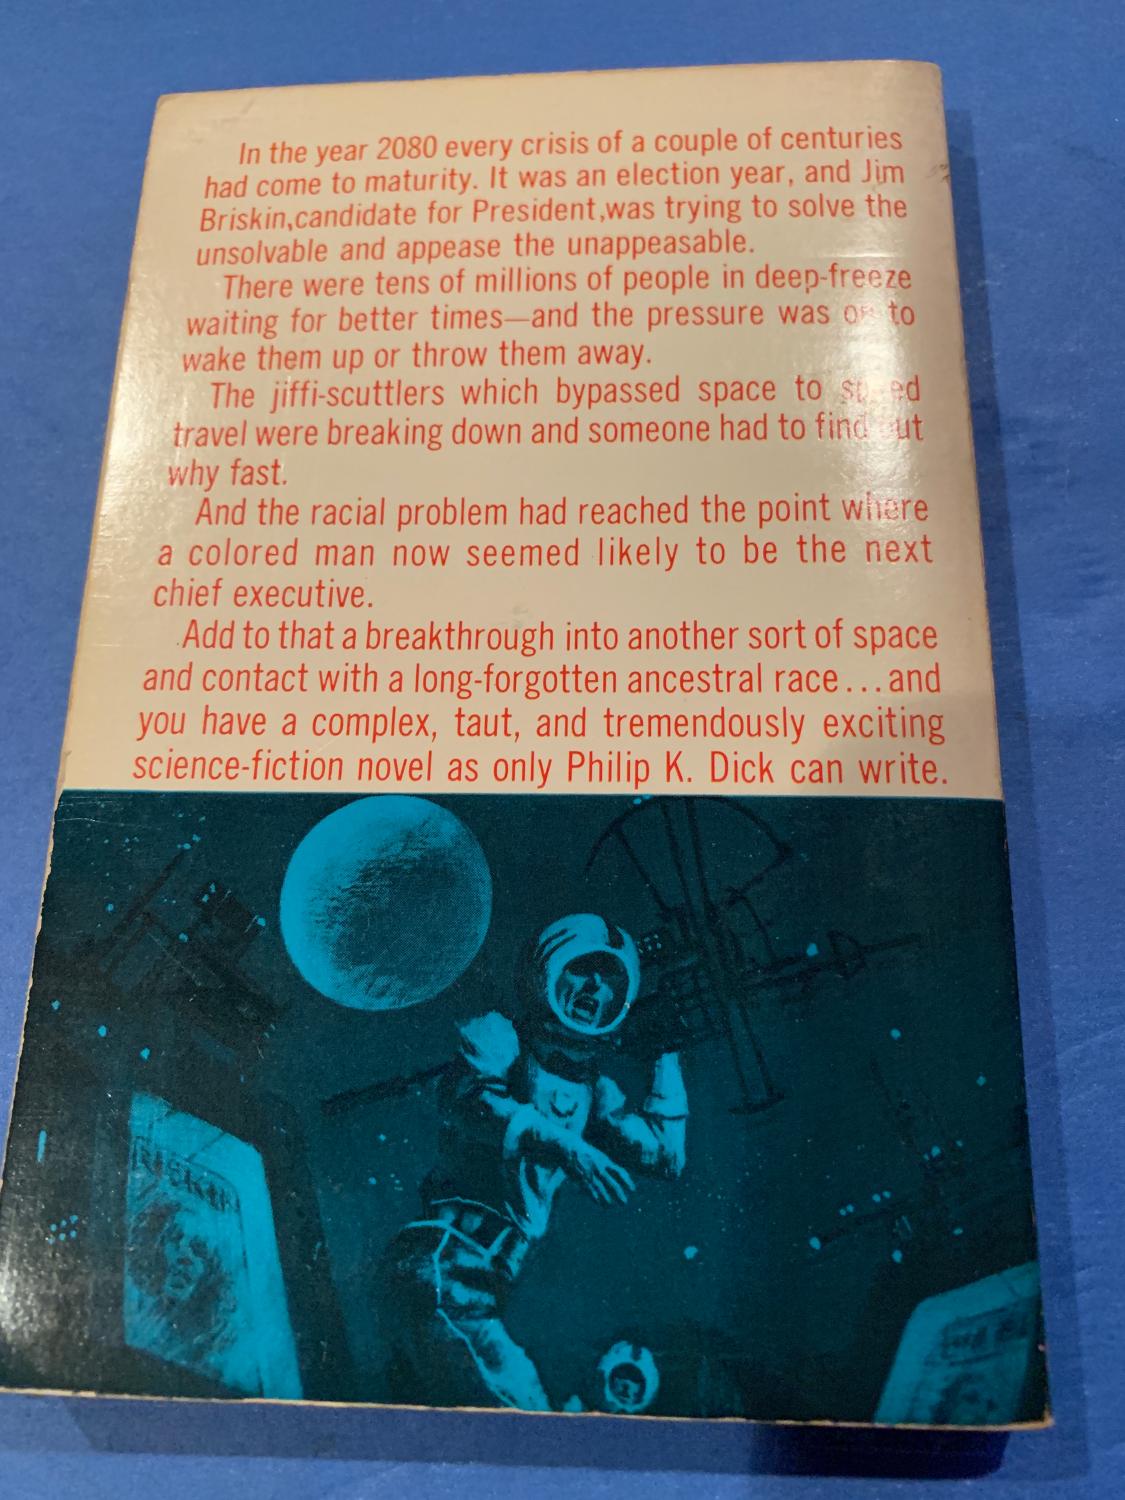 In the year 2080 every crisis of a couple of centuries
had come to maturity. It was an election year, and Jim
Briskin,candidate for President,was trying to solve the
unsolvable and appease the unappeasable.
There were tens of millions of people in deep-freeze
waiting for better times—and the pressure was on to
wake them up or throw them away.
The jiffi-scuttlers which bypassed space to speed
travel were breaking down and someone had to find out
why fast.
And the racial problem had reached the point where
a colored man now seemed likely to be the next
chief executive.
Add to that a breakthrough into another sort of space
and contact with a long-forgotten ancestral race...and
you have a complex, taut, and tremendously exciting
science-fiction novel as only Philip K. Dick can write.
BRISKIN